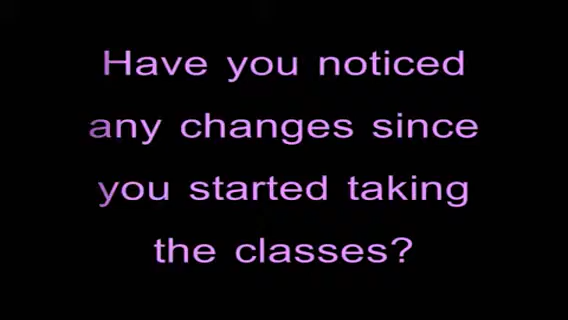 Have you noticed
any changes since
you started taking
the classes?